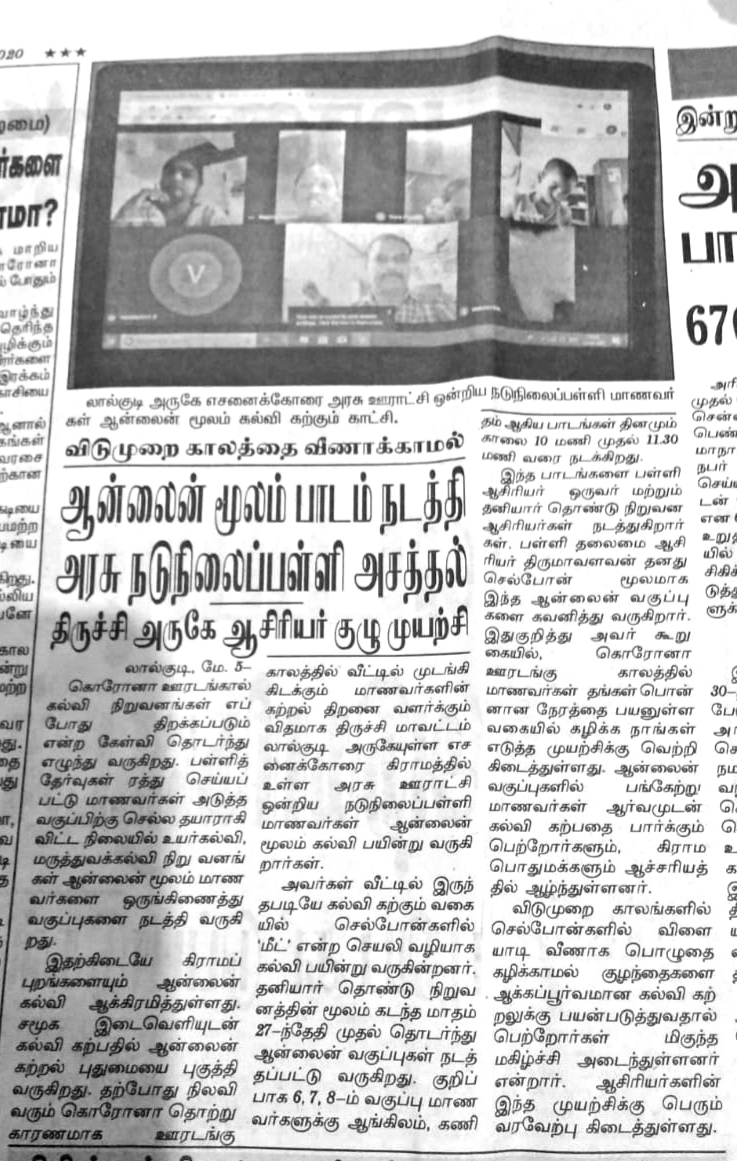 2020 ★★★
லால்குடி அருகே எசனைக்கோரை அரசு ஊராட்சி ஒன்றிய நடுநிலைப்பள்ளி மாணவர்
கள் ஆன்லைன் மூலம் கல்வி கற்கும் காட்சி.
விடுமுறை காலத்தை வீணாக்காமல்
ஆன்லைன் மூலம் பாடம் நடத்தி
அரசு நடுநிலைப்பள்ளி அசத்தல்
திருச்சி அருகே ஆசிரியர் குழு முயற்சி
லால்குடி, மே. 5–
கொரோனா ஊரடங்கால்
கல்வி நிறுவனங்கள் எப்
போது திறக்கப்படும்
என்ற கேள்வி தொடர்ந்து
எழுந்து வருகிறது. பள்ளித்
தேர்வுகள் ரத்து செய்யப்
பட்டு மாணவர்கள் அடுத்த
வகுப்பிற்கு செல்ல தயாராகி
விட்ட நிலையில் உயர்கல்வி,
மருத்துவக்கல்வி நிறு வனங்
கள் ஆன்லைன் மூலம் மாண
வர்களை ஒருங்கிணைத்து
வகுப்புகளை நடத்தி வருகி
றது.
இதற்கிடையே கிராமப்
புறங்களையும் ஆன்லைன்
கல்வி ஆக்கிரமித்துள்ளது.
சமூக இடைவெளியுடன்
கல்வி கற்பதில் ஆன்லைன்
கற்றல் புதுமையை புகுத்தி
வருகிறது. தற்போது நிலவி
வரும் கொரோனா தொற்று
காரணமாக ஊரடங்கு
காலத்தில் வீட்டில் முடங்கி
கிடக்கும் மாணவர்களின்
கற்றல் திறனை வளர்க்கும்
விதமாக திருச்சி மாவட்டம்
லால்குடி அருகேயுள்ள எச
னைக்கோரை கிராமத்தில்
உள்ள அரசு ஊராட்சி
ஒன்றிய நடுநிலைப்பள்ளி
மாணவர்கள் ஆன்லைன்
மூலம் கல்வி பயின்று வருகி
றார்கள்.
அவர்கள் வீட்டில் இருந்
தபடியே கல்வி கற்கும் வகை
யில் செல்போன்களில்
'மீட்' என்ற செயலி வழியாக
கல்வி பயின்று வருகின்றனர்.
தனியார் தொண்டு நிறுவ
னத்தின் மூலம் கடந்த மாதம்
27-ந்தேதி முதல் தொடர்ந்து
ஆன்லைன் வகுப்புகள் நடத்
தப்பட்டு வருகிறது. குறிப்
பாக 6, 7, 8-ம் வகுப்பு மாண
வர்களுக்கு ஆங்கிலம், கணி
தம் ஆகிய பாடங்கள் தினமும்
காலை 10 மணி முதல் 11.30
மணி வரை நடக்கிறது.
இந்த பாடங்களை பள்ளி
ஆசிரியர் ஒருவர் மற்றும்
தனியார் தொண்டு நிறுவன
ஆசிரியர்கள் நடத்துகிறார்
கள். பள்ளி தலைமை ஆசி
ரியர் திருமாவளவன் தனது
செல்போன் மூலமாக
இந்த ஆன்லைன் வகுப்பு
களை கவனித்து வருகிறார்.
இதுகுறித்து அவர் கூறு
கையில், கொரோனா
ஊரடங்கு காலத்தில்
மாணவர்கள் தங்கள் பொன்
னான நேரத்தை பயனுள்ள
வகையில் கழிக்க நாங்கள்
எடுத்த முயற்சிக்கு வெற்றி
கிடைத்துள்ளது. ஆன்லைன்
வகுப்புகளில் பங்கேற்று
மாணவர்கள் ஆர்வமுடன்
கல்வி கற்பதை பார்க்கும்
பெற்றோர்களும், கிராம
பொதுமக்களும் ஆச்சரியத்
தில் ஆழ்ந்துள்ளனர்.
விடுமுறை காலங்களில்
செல்போன்களில் விளை
யாடி வீணாக பொழுதை
கழிக்காமல் குழந்தைகளை
ஆக்கப்பூர்வமான கல்வி கற்
றலுக்கு பயன்படுத்துவதால்
பெற்றோர்கள் மிகுந்த
மகிழ்ச்சி அடைந்துள்ளனர்
என்றார். ஆசிரியர்களின்
இந்த முயற்சிக்கு பெரும்
வரவேற்பு கிடைத்துள்ளது.